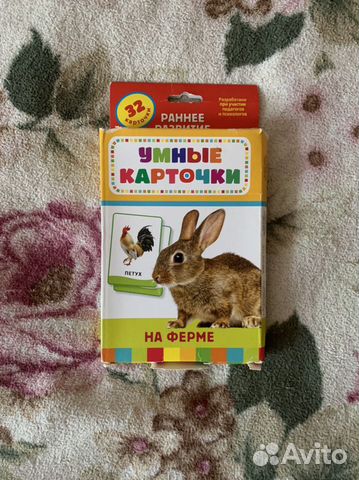 32
карточки
РАННЕЕ
РАЗВИТИЕ
Разработано
при участии
педагогов
и психологов
УМНЫЕ
КАРТОЧКИ
ПЕТУХ
НА ФЕРМЕ
Avito